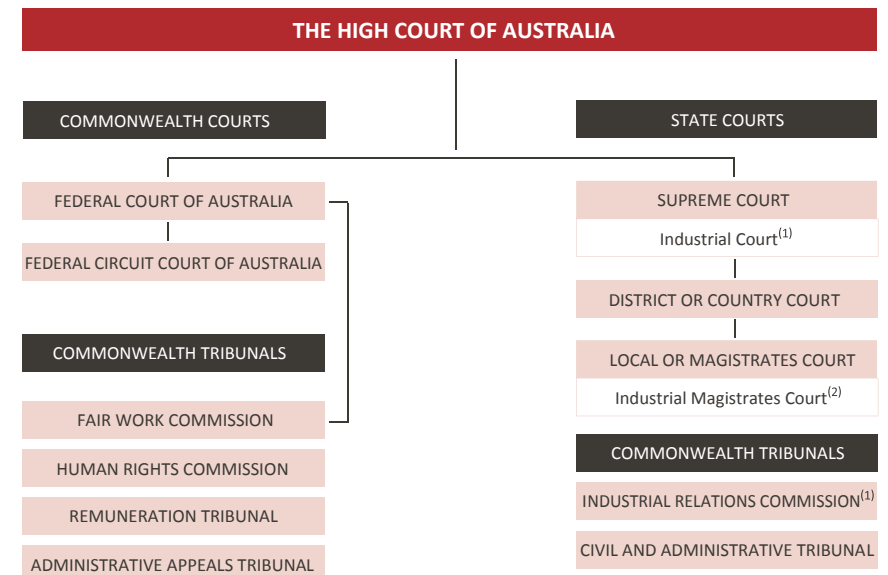 THE HIGH COURT OF AUSTRALIA
COMMONWEALTH COURTS
FEDERAL COURT OF AUSTRALIA
FEDERAL CIRCUIT COURT OF AUSTRALIA
COMMONWEALTH TRIBUNALS
FAIR WORK COMMISSION
HUMAN RIGHTS COMMISSION
REMUNERATION TRIBUNAL
ADMINISTRATIVE APPEALS TRIBUNAL
STATE COURTS
SUPREME COURT
Industrial Court(1)
DISTRICT OR COUNTRY COURT
LOCAL OR MAGISTRATES COURT
Industrial Magistrates Court(2)
COMMONWEALTH TRIBUNALS
INDUSTRIAL RELATIONS COMMISSION(1)
CIVIL AND ADMINISTRATIVE TRIBUNAL